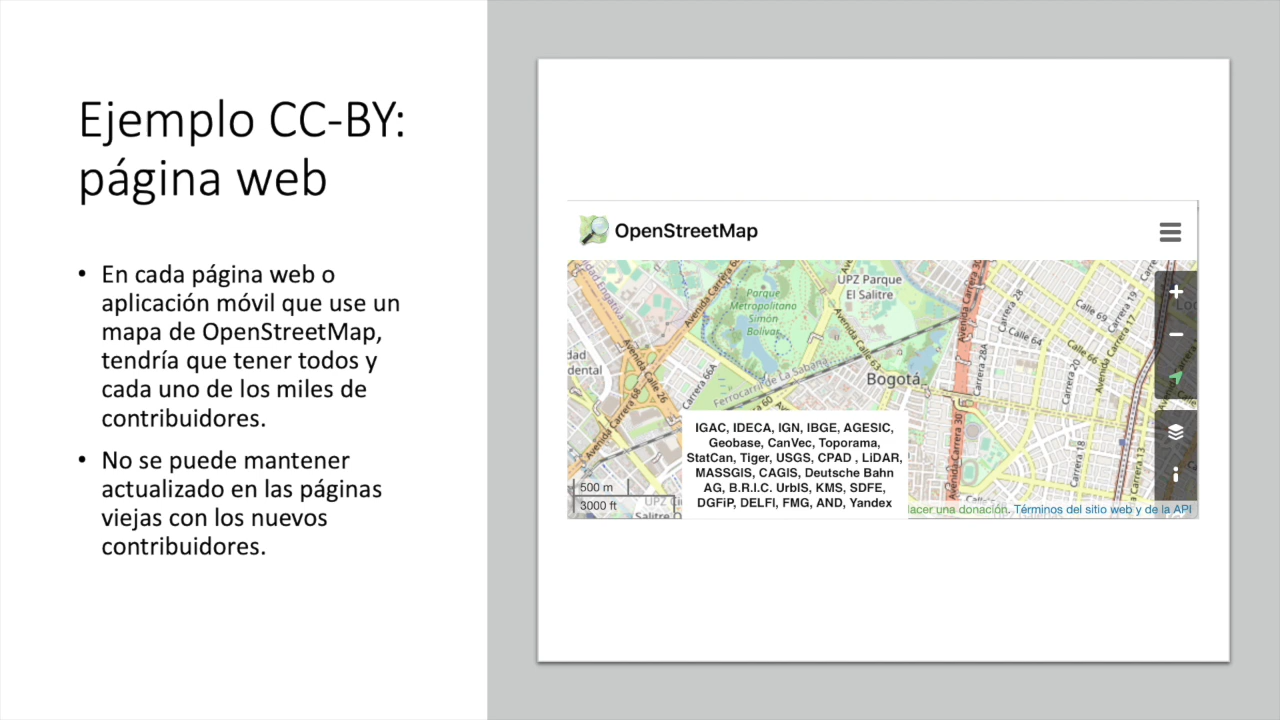 Ejemplo CC-BY:
página web
• En cada página web o
aplicación móvil que use un
mapa de OpenStreetMap,
tendría que tener todos y
cada uno de los miles de
contribuidores.
• No se puede mantener
actualizado en las páginas
viejas con los nuevos
contribuidores.
OpenStreetMap
UPZ Parque
El Salitre
Parque
Metropolitano
Simón
Bolívar
Avenida Calle 26
Avenida Calle 63
Carrera 66A
Ferrocarril de La Sabana
Bogotá
Avenida Carrera 30
Carrera 28
Carrera 28A
Calle 64
Calle 66
Calle 69
Carrera 19
Carrera 18
Carrera 13
dad
dental
IGAC, IDECA, IGN, IBGE, AGESIC,
Geobase, CanVec, Toporama,
StatCan, Tiger, USGS, CPAD , LiDAR,
MASSGIS, CAGIS, Deutsche Bahn
AG, B.R.I.C. UrbIS, KMS, SDFE,
DGFiP, DELFI, FMG, AND, Yandex
500 m
3000 ft
Salitre
lacer una donación. Términos del sitio web y de la API